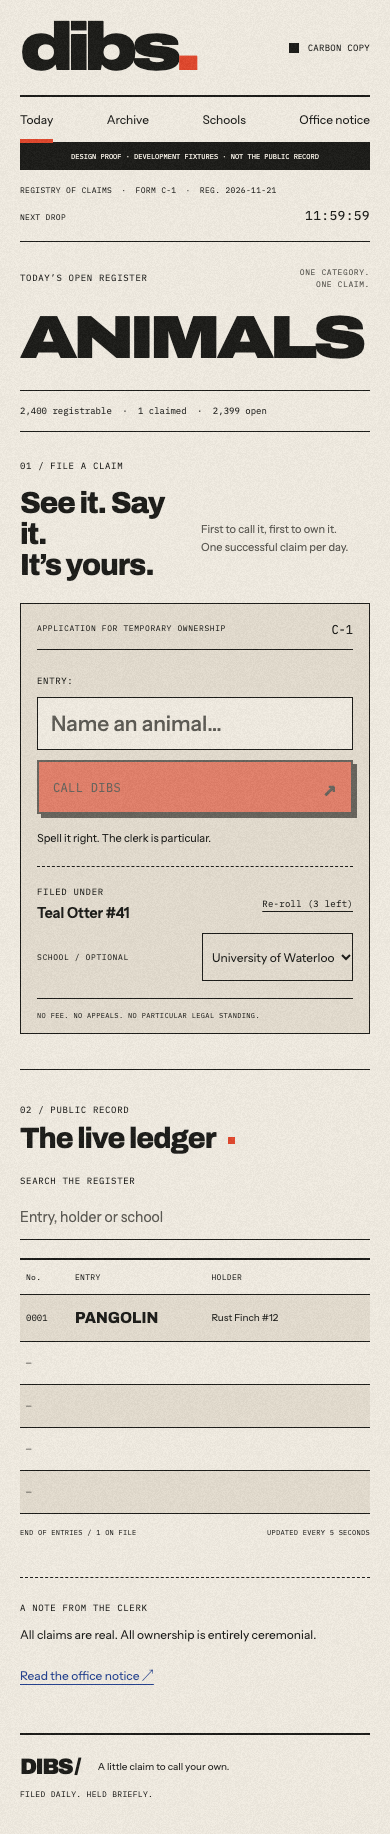 dibs.
CARBON COPY
Today Archive Schools Office notice
DESIGN PROOF · DEVELOPMENT FIXTURES · NOT THE PUBLIC RECORD
REGISTRY OF CLAIMS · FORM C-1 · REG. 2026-11-21
NEXT DROP 11:59:59
TODAY'S OPEN REGISTER
ONE CATEGORY.
ONE CLAIM.
ANIMALS
2,400 registrable · 1 claimed · 2,399 open
01 / FILE A CLAIM
See it. Say
it.
It's yours.
First to call it, first to own it.
One successful claim per day.
APPLICATION FOR TEMPORARY OWNERSHIP C-1
ENTRY:
Name an animal...
CALL DIBS ↗
Spell it right. The clerk is particular.
FILED UNDER
Teal Otter #41
Re-roll (3 left)
SCHOOL / OPTIONAL University of Waterloo
NO FEE. NO APPEALS. NO PARTICULAR LEGAL STANDING.
02 / PUBLIC RECORD
The live ledger
SEARCH THE REGISTER
Entry, holder or school
No. ENTRY HOLDER
0001 PANGOLIN Rust Finch #12
—
—
—
—
END OF ENTRIES / 1 ON FILE UPDATED EVERY 5 SECONDS
A NOTE FROM THE CLERK
All claims are real. All ownership is entirely ceremonial.
Read the office notice ↗
DIBS/ A little claim to call your own.
FILED DAILY. HELD BRIEFLY.